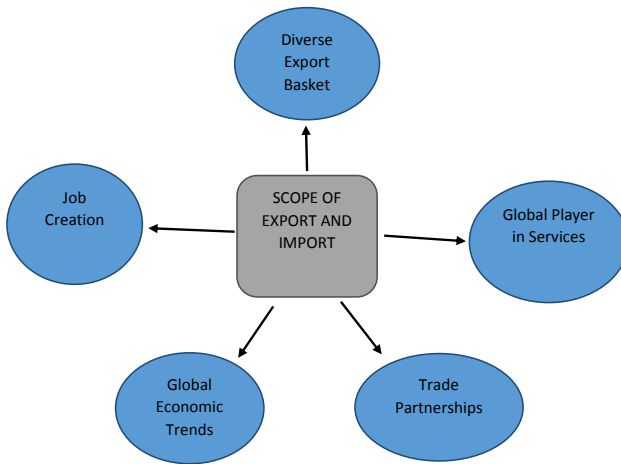 Diverse
Export
Basket
Job
Creation
SCOPE OF
EXPORT AND
IMPORT
Global Player
in Services
Global
Economic
Trends
Trade
Partnerships